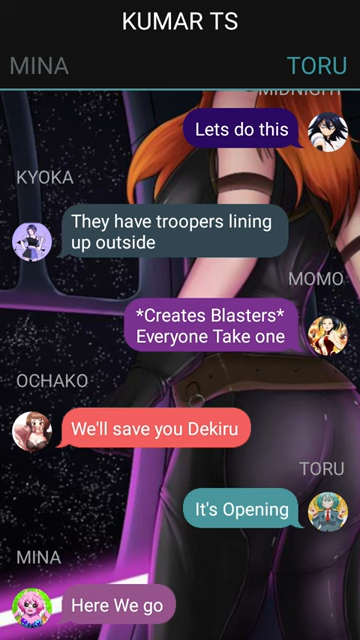 KUMAR TS
MINA
TORU
MIDNIGHT
Lets do this
KYOKA
They have troopers lining
up outside
MOMO
*Creates Blasters*
Everyone Take one
OCHAKO
We'll save you Dekiru
TORU
It's Opening
MINA
Here We go